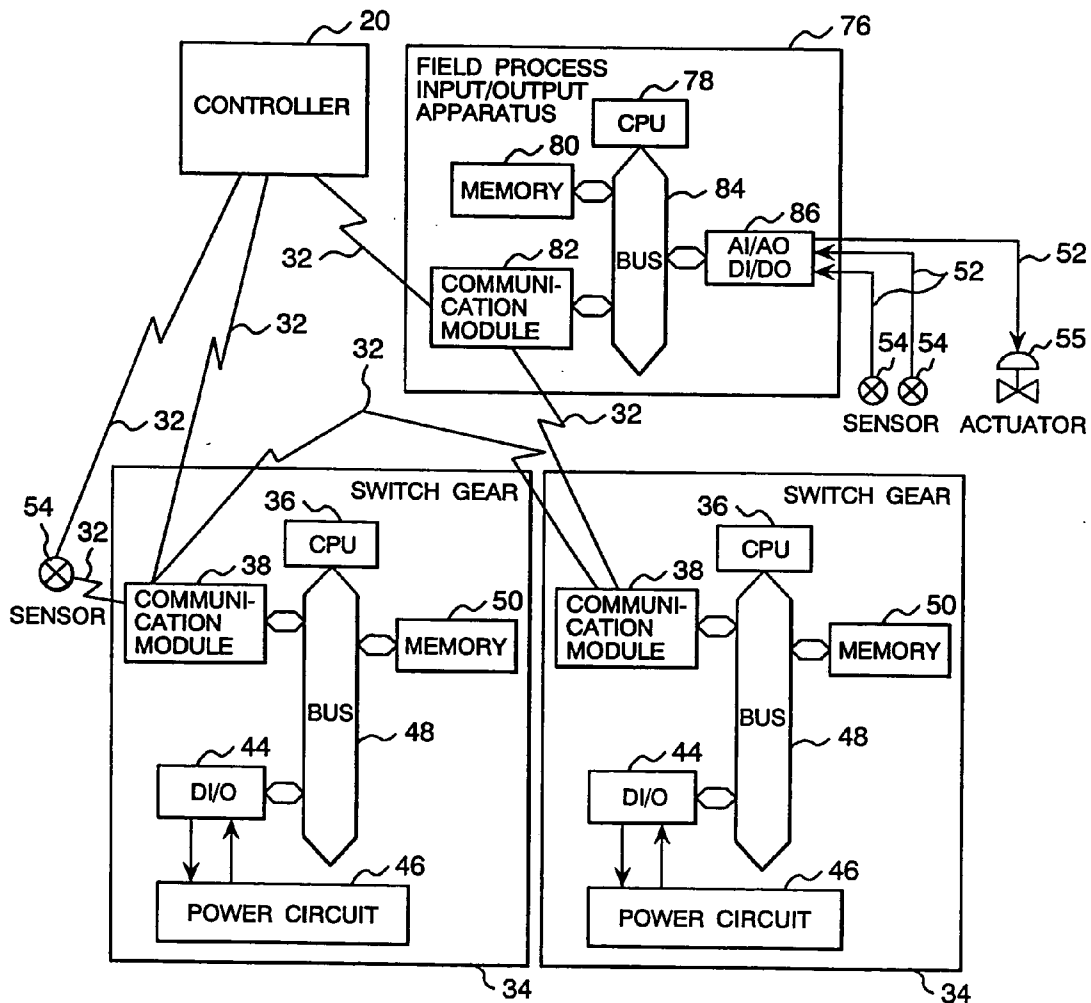 20
CONTROLLER
76
FIELD PROCESS
INPUT/OUTPUT
APPARATUS
78
CPU
80
MEMORY
84
86
AI/AO
DI/DO
BUS
82
COMMUNI-
CATION
MODULE
32
32
32
32
32
52
52
54
54
55
SENSOR
ACTUATOR
54
32
SENSOR
SWITCH GEAR
36
CPU
38
COMMUNI-
CATION
MODULE
50
MEMORY
BUS
48
44
DI/O
46
POWER CIRCUIT
34
SWITCH GEAR
36
CPU
38
COMMUNI-
CATION
MODULE
50
MEMORY
BUS
48
44
DI/O
46
POWER CIRCUIT
34